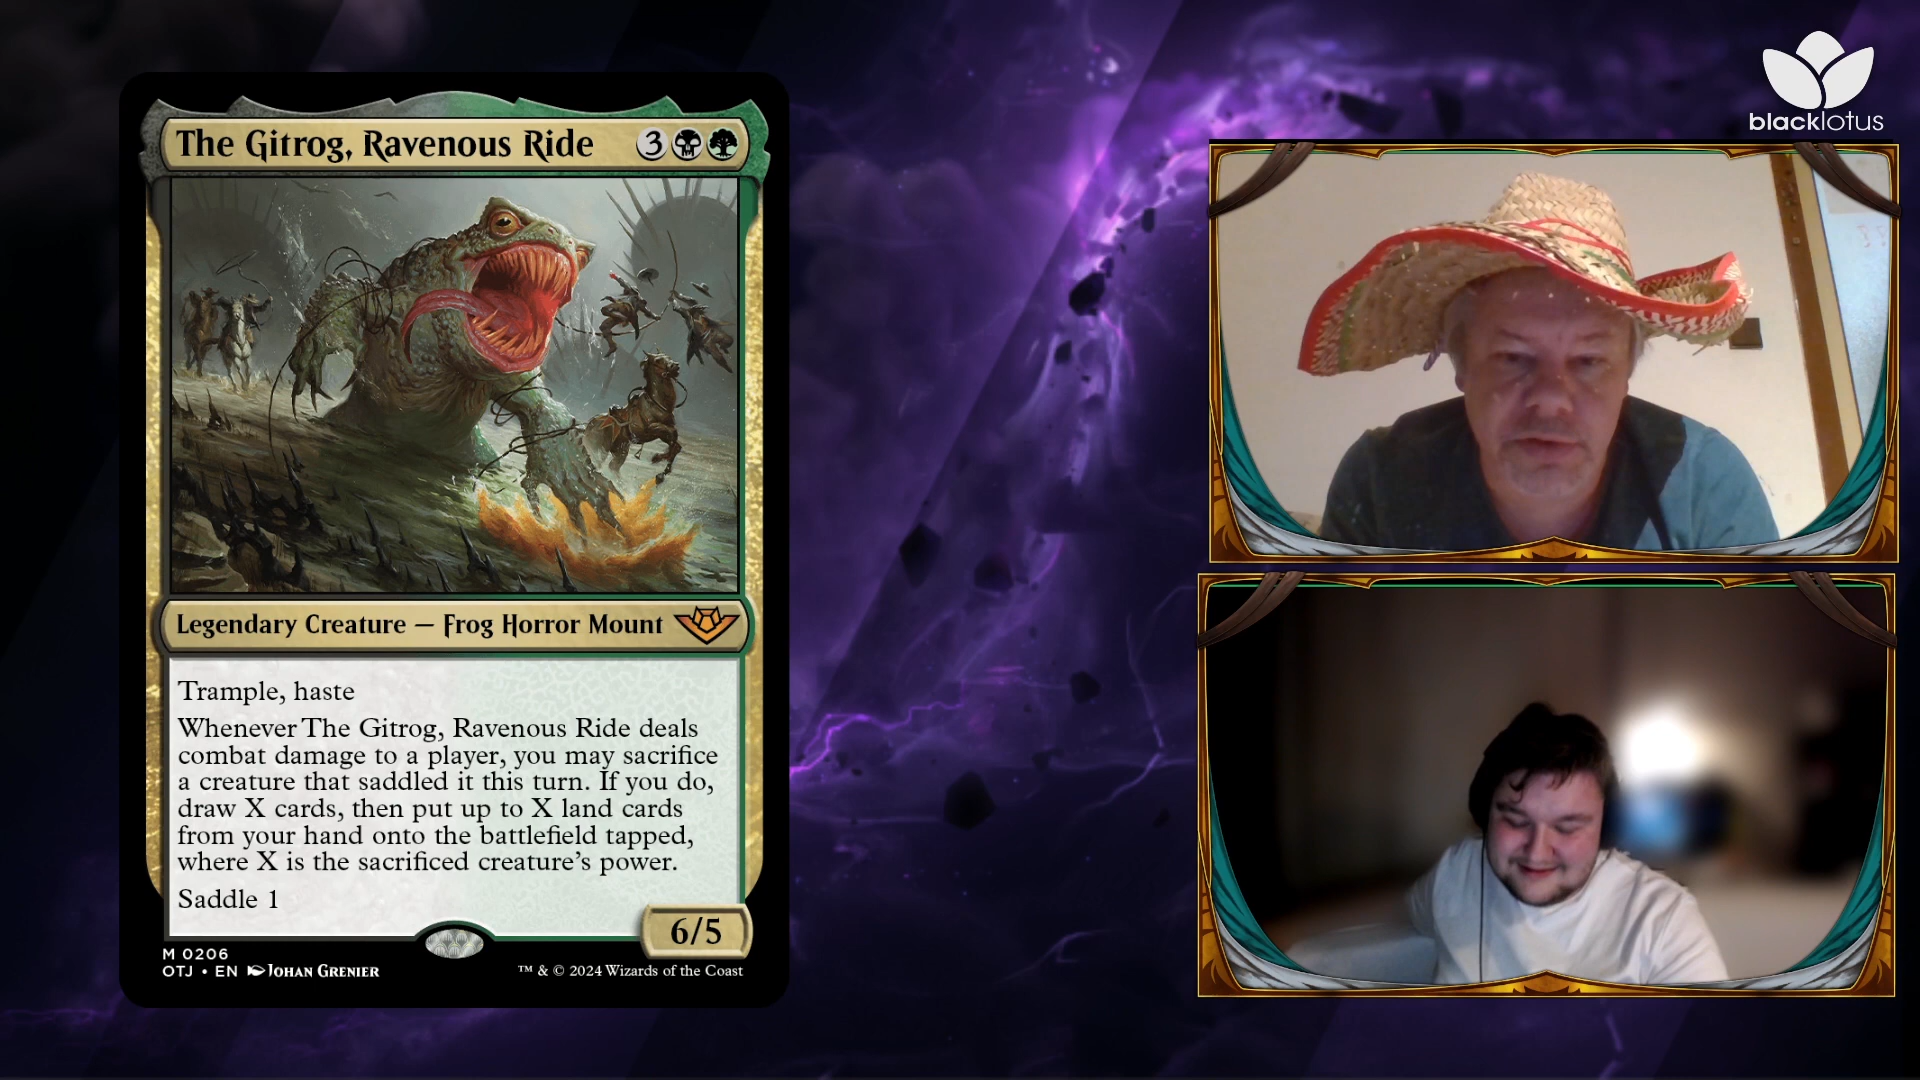 The Gitrog, Ravenous Ride 3
Legendary Creature — Frog Horror Mount
Trample, haste
Whenever The Gitrog, Ravenous Ride deals
combat damage to a player, you may sacrifice
a creature that saddled it this turn. If you do,
draw X cards, then put up to X land cards
from your hand onto the battlefield tapped,
where X is the sacrificed creature's power.
Saddle 1
6/5
M 0206
OTJ • EN JOHAN GRENIER
™ & © 2024 Wizards of the Coast
blacklotus